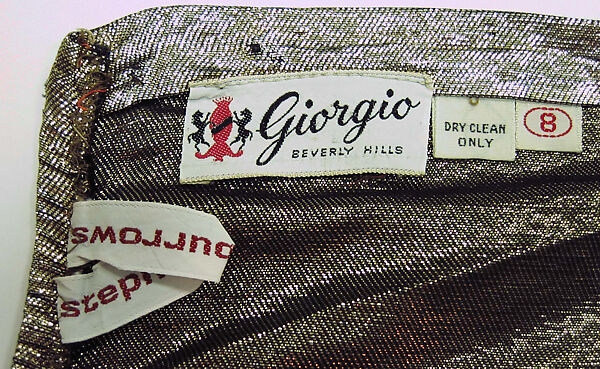 Giorgio
BEVERLY HILLS
DRY CLEAN
ONLY
8
burrows
steph